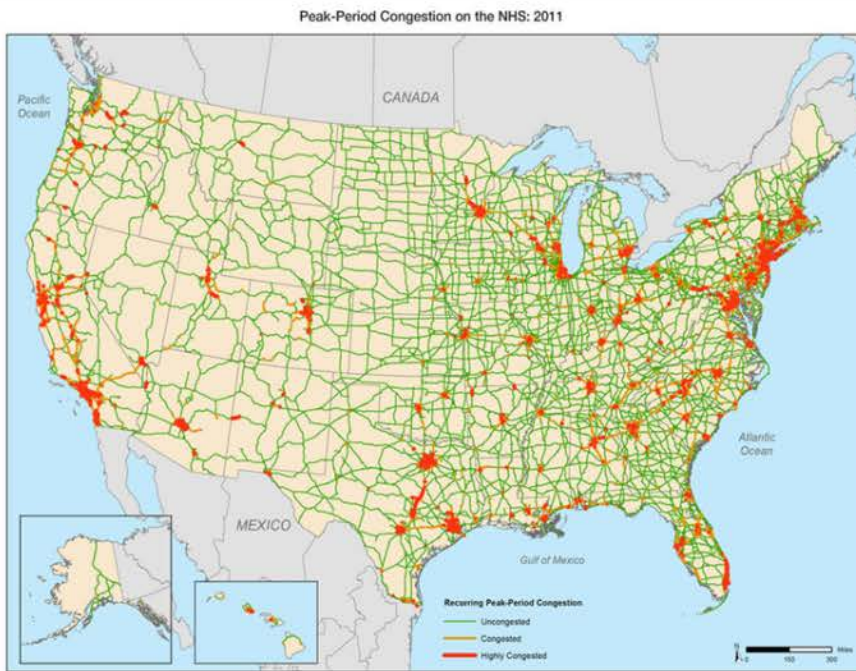 Peak-Period Congestion on the NHS: 2011
Pacific
Ocean
CANADA
Atlantic
Ocean
MEXICO
Gulf of Mexico
Recurring Peak-Period Congestion
Uncongested
Congested
Highly Congested
N
0 150 300 Miles